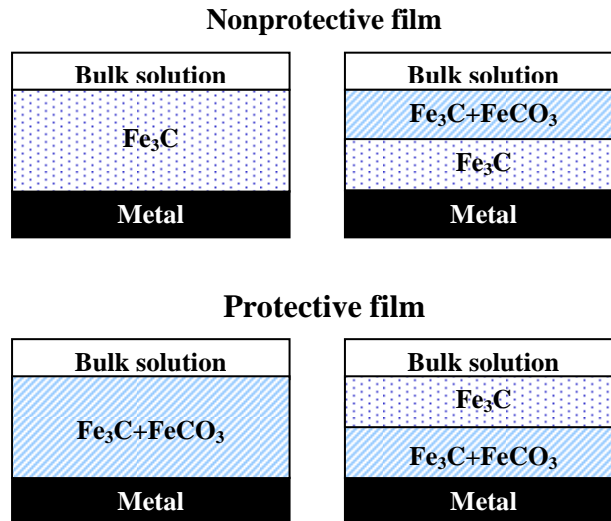 Nonprotective film
Bulk solution
Fe₃C
Metal
Bulk solution
Fe₃C+FeCO₃
Fe₃C
Metal
Protective film
Bulk solution
Fe₃C+FeCO₃
Metal
Bulk solution
Fe₃C
Fe₃C+FeCO₃
Metal